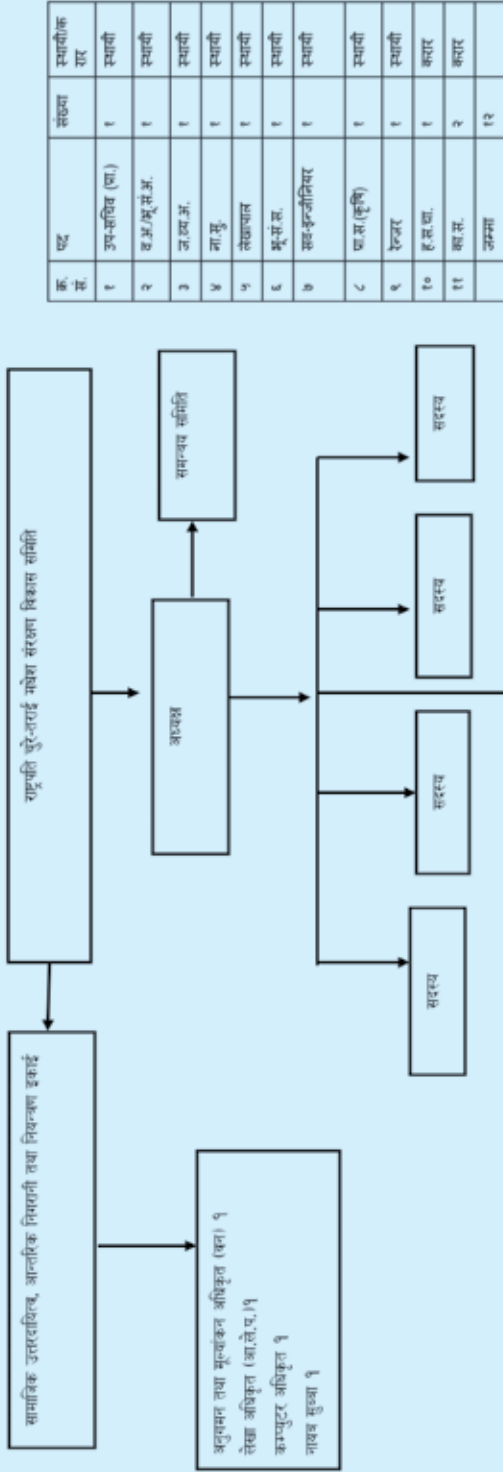 सामाजिक उत्तरदायित्व, आन्तरिक निगरानी तथा नियन्त्रण इकाई
राष्ट्रपति चुरे-तराई मधेश संरक्षण विकास समिति
अनुगमन तथा मूल्यांकन अधिकृत (वन) १
लेखा अधिकृत (आ.ले.प.)१
कम्प्युटर अधिकृत १
नायव सुब्बा १
अध्यक्ष
समन्वय समिति
सदस्य
सदस्य
सदस्य
सदस्य
क्र. सं. पद संख्या स्थायी/क
रार
१ उप-सचिव (प्रा.) १ स्थायी
२ व.अ/भू.सं.अ. १ स्थायी
३ ज.व्य.अ. १ स्थायी
४ ना.सु. १ स्थायी
५ लेखापाल १ स्थायी
६ भू.सं.स. १ स्थायी
७ सव-इन्जीनियर १ स्थायी
८ प्रा.स.(कृषि) १ स्थायी
९ रेन्जर १ स्थायी
१० ह.स.चा. १ करार
११ का.स. २ करार
जम्मा १२